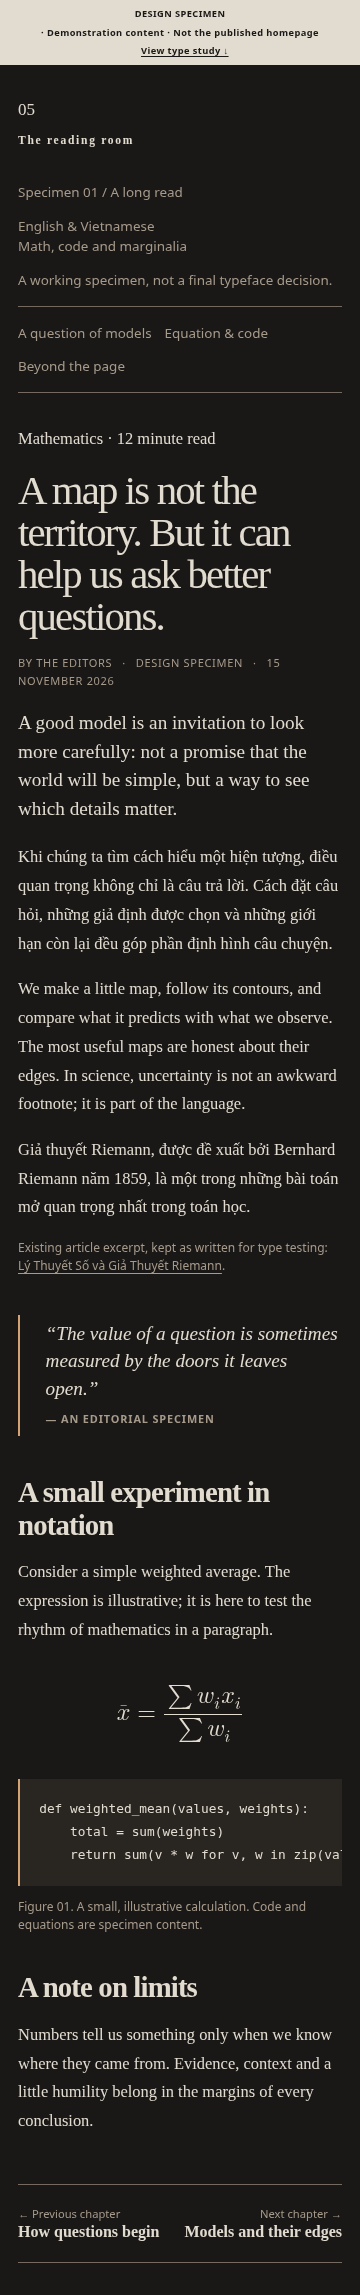 DESIGN SPECIMEN
· Demonstration content · Not the published homepage
View type study ↓
05
The reading room
Specimen 01 / A long read
English & Vietnamese
Math, code and marginalia
A working specimen, not a final typeface decision.
A question of models Equation & code
Beyond the page
Mathematics · 12 minute read
A map is not the
territory. But it can
help us ask better
questions.
BY THE EDITORS · DESIGN SPECIMEN · 15
NOVEMBER 2026
A good model is an invitation to look
more carefully: not a promise that the
world will be simple, but a way to see
which details matter.
Khi chúng ta tìm cách hiểu một hiện tượng, điều
quan trọng không chỉ là câu trả lời. Cách đặt câu
hỏi, những giả định được chọn và những giới
hạn còn lại đều góp phần định hình câu chuyện.
We make a little map, follow its contours, and
compare what it predicts with what we observe.
The most useful maps are honest about their
edges. In science, uncertainty is not an awkward
footnote; it is part of the language.
Giả thuyết Riemann, được đề xuất bởi Bernhard
Riemann năm 1859, là một trong những bài toán
mở quan trọng nhất trong toán học.
Existing article excerpt, kept as written for type testing:
Lý Thuyết Số và Giả Thuyết Riemann.
“The value of a question is sometimes
measured by the doors it leaves
open.”
— AN EDITORIAL SPECIMEN
A small experiment in
notation
Consider a simple weighted average. The
expression is illustrative; it is here to test the
rhythm of mathematics in a paragraph.
x̄ = ∑ wᵢxᵢ / ∑ wᵢ
def weighted_mean(values, weights):
    total = sum(weights)
    return sum(v * w for v, w in zip(val
Figure 01. A small, illustrative calculation. Code and
equations are specimen content.
A note on limits
Numbers tell us something only when we know
where they came from. Evidence, context and a
little humility belong in the margins of every
conclusion.
← Previous chapter Next chapter →
How questions begin Models and their edges